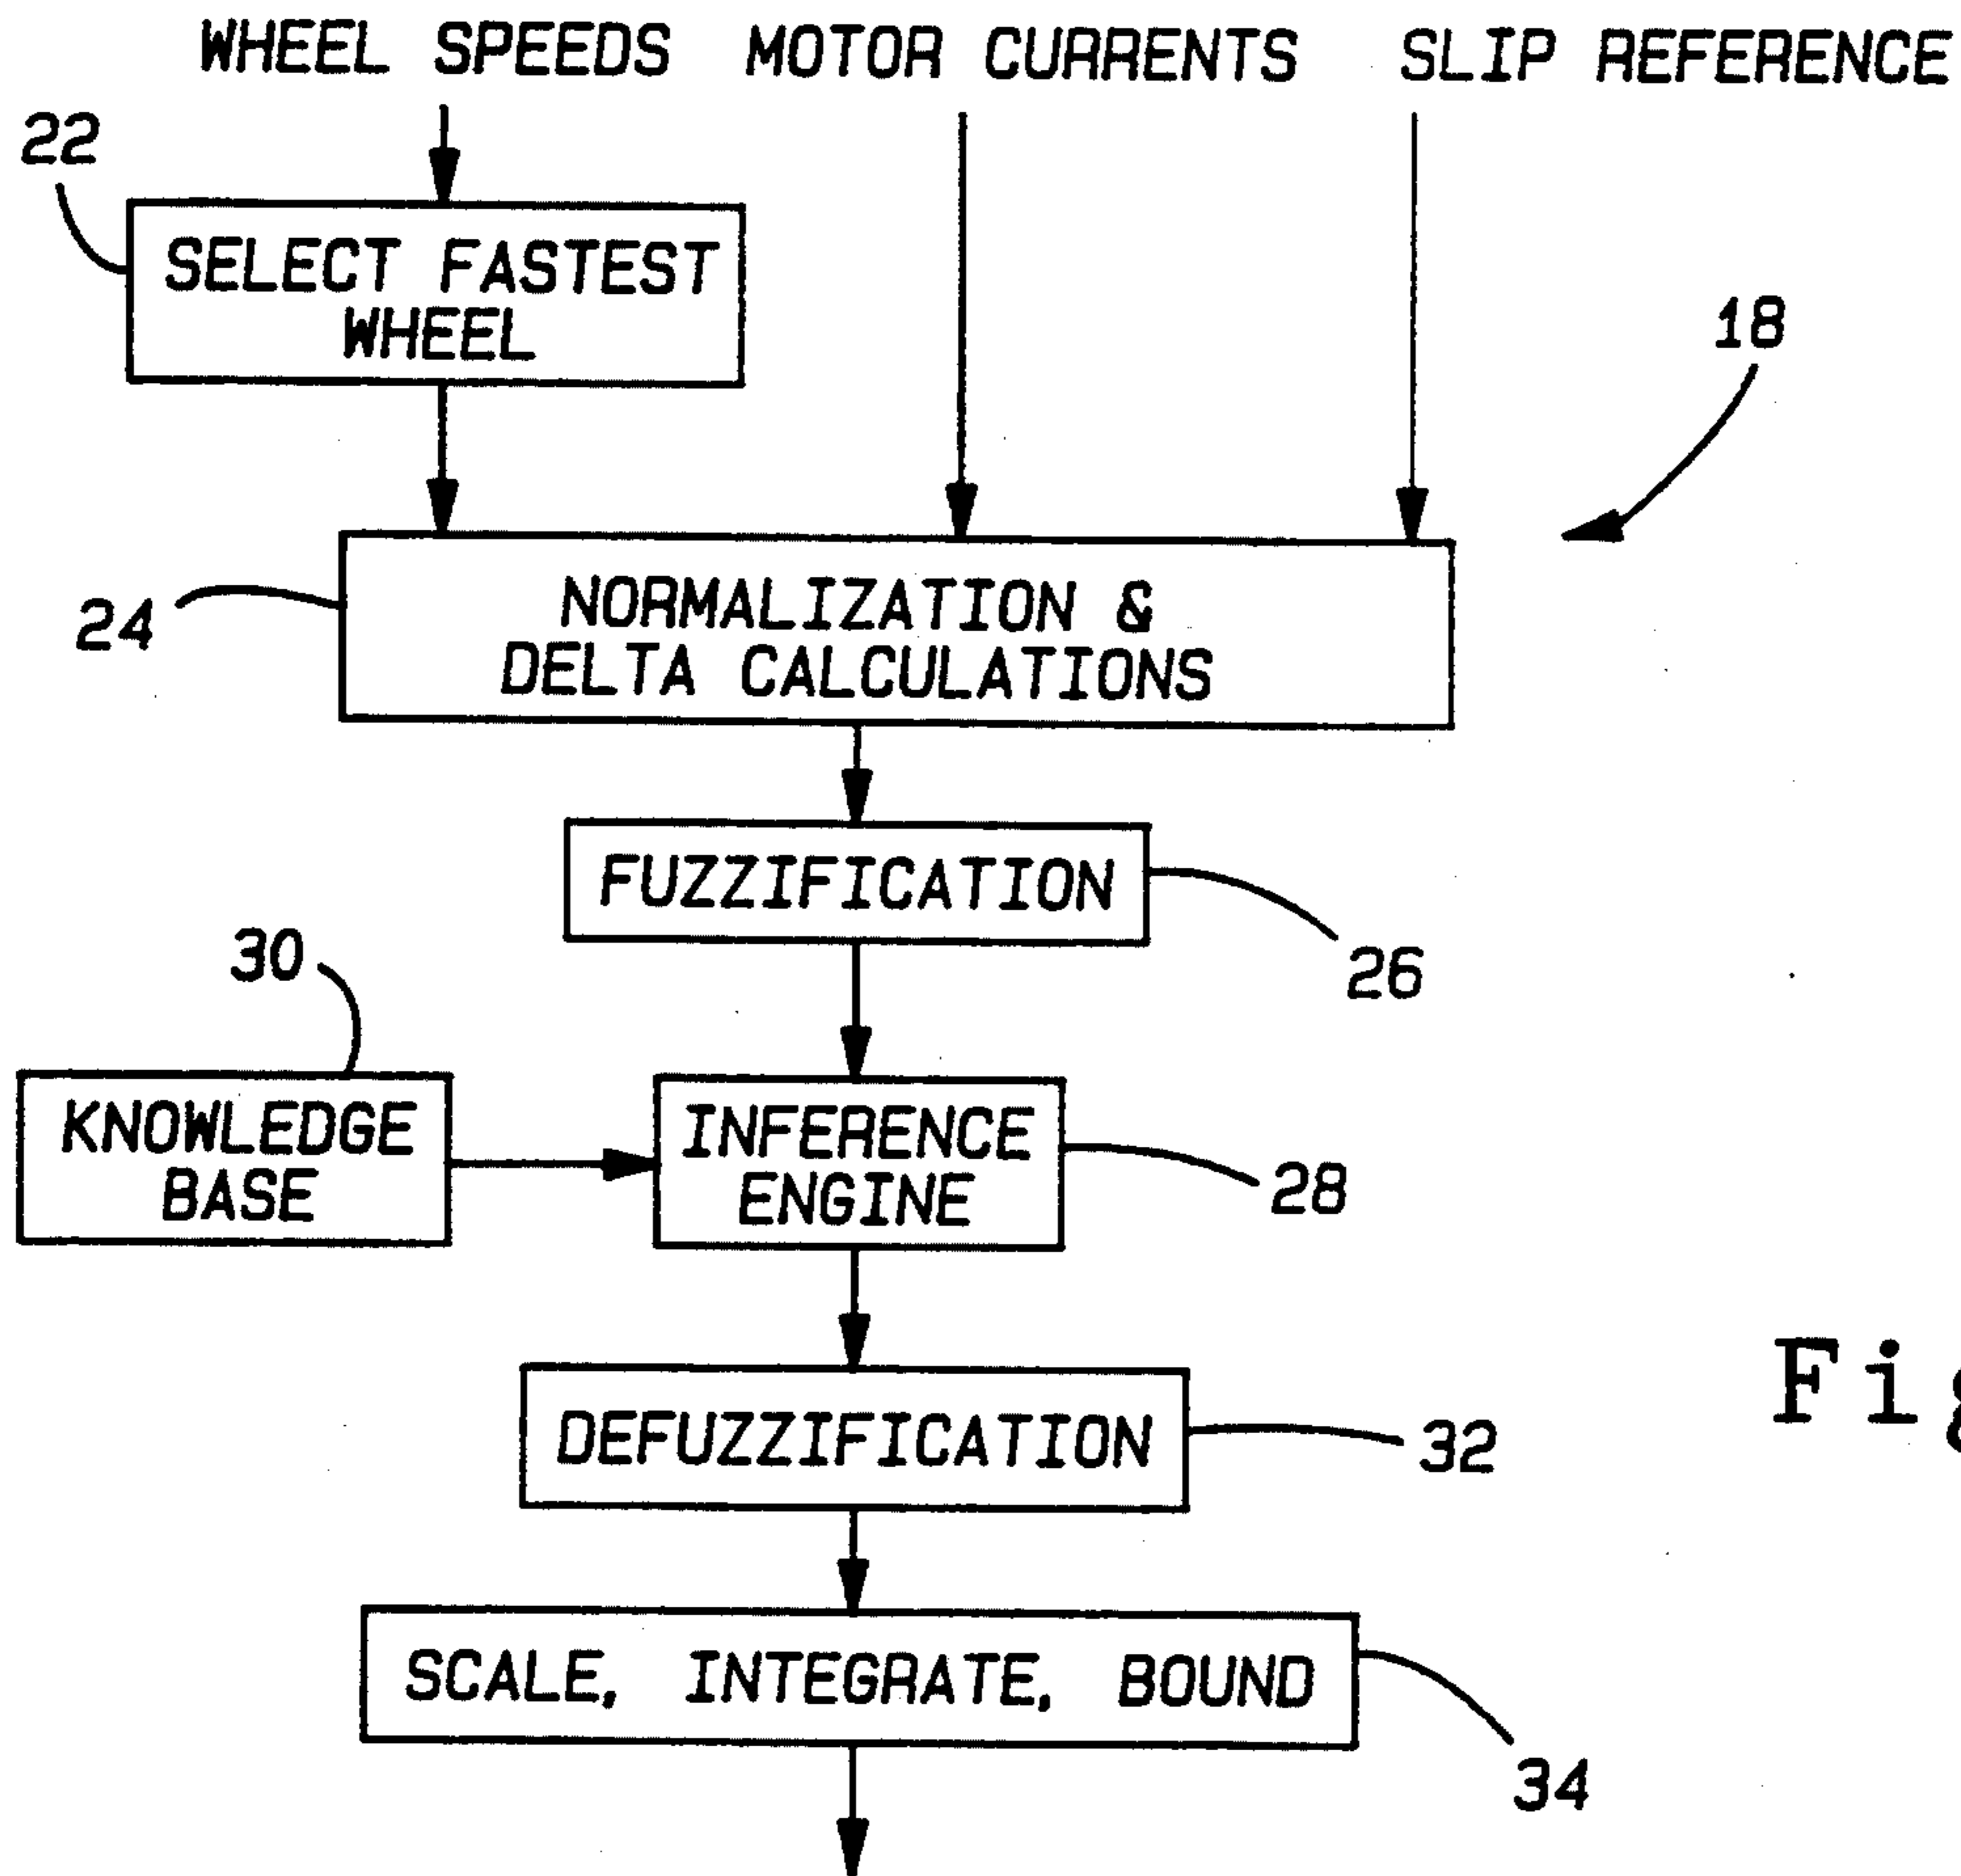 WHEEL SPEEDS MOTOR CURRENTS SLIP REFERENCE
22
SELECT FASTEST
WHEEL
18
24
NORMALIZATION &
DELTA CALCULATIONS
FUZZIFICATION
26
30
KNOWLEDGE
BASE
INFERENCE
ENGINE
28
DEFUZZIFICATION
32
SCALE, INTEGRATE, BOUND
34